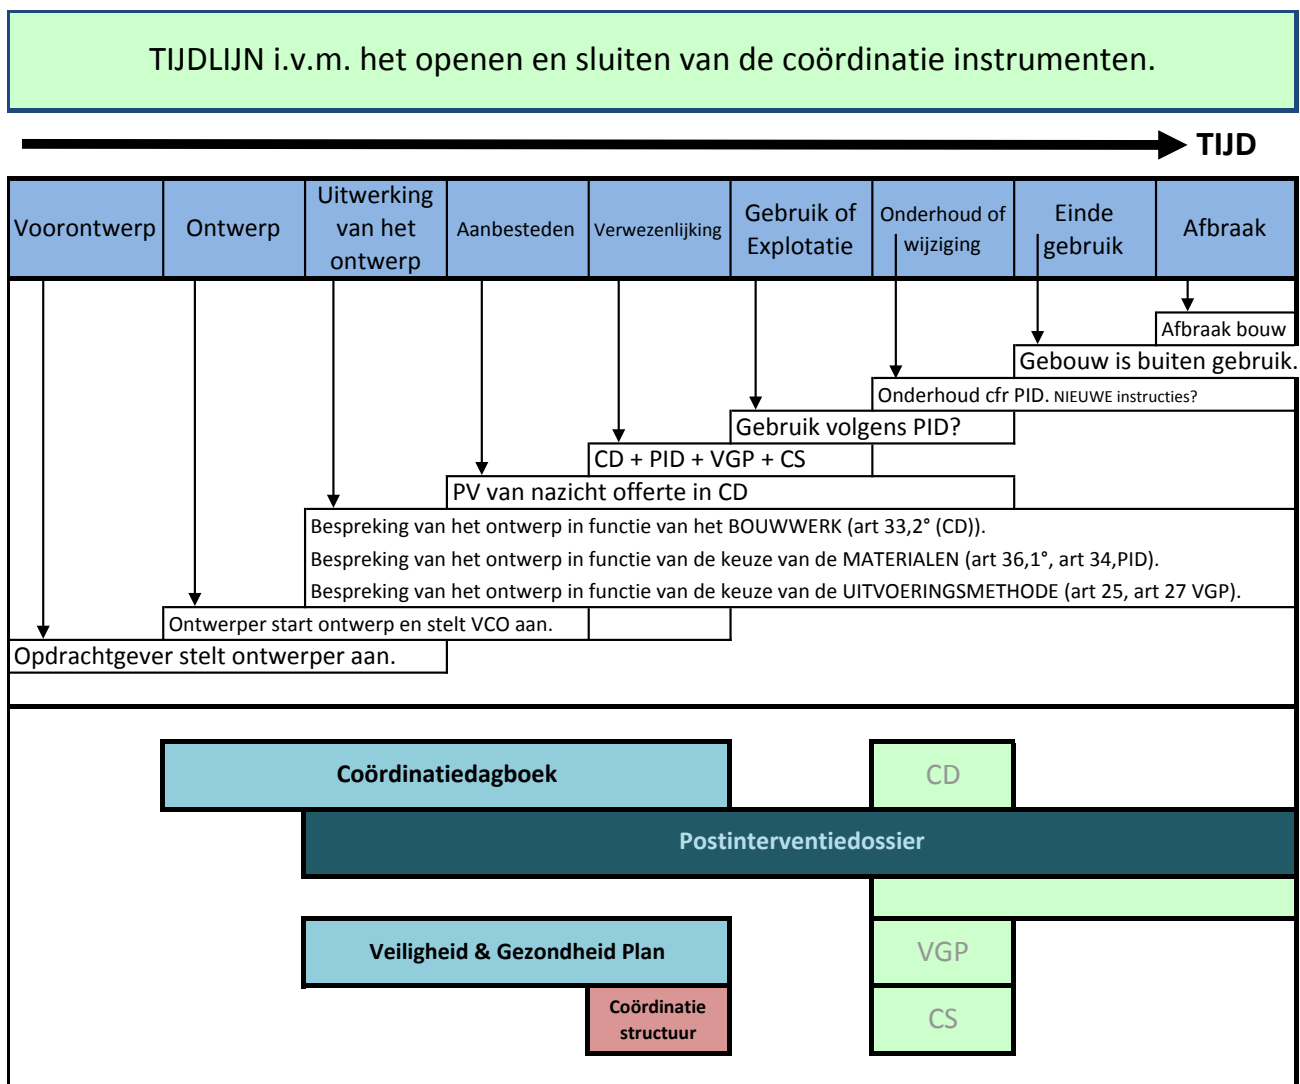 TIJDLIJN i.v.m. het openen en sluiten van de coördinatie instrumenten.
TIJD
Voorontwerp
Ontwerp
Uitwerking
van het
ontwerp
Aanbesteden
Verwezenlijking
Gebruik of
Explotatie
Onderhoud of
wijziging
Einde
gebruik
Afbraak
Afbraak bouw
Gebouw is buiten gebruik.
Onderhoud cfr PID. NIEUWE instructies?
Gebruik volgens PID?
CD + PID + VGP + CS
PV van nazicht offerte in CD
Bespreking van het ontwerp in functie van het BOUWWERK (art 33,2° (CD)).
Bespreking van het ontwerp in functie van de keuze van de MATERIALEN (art 36,1°, art 34,PID).
Bespreking van het ontwerp in functie van de keuze van de UITVOERINGSMETHODE (art 25, art 27 VGP).
Ontwerper start ontwerp en stelt VCO aan.
Opdrachtgever stelt ontwerper aan.
Coördinatiedagboek
CD
Postinterventiedossier
Veiligheid & Gezondheid Plan
VGP
Coördinatie
structuur
CS